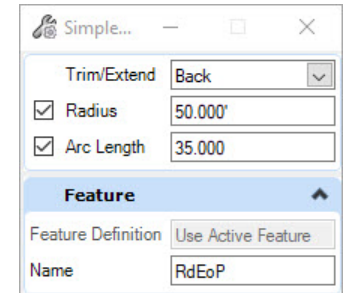 Simple...
Trim/Extend Back
Radius 50.000'
Arc Length 35.000
Feature
Feature Definition Use Active Feature
Name RdEoP